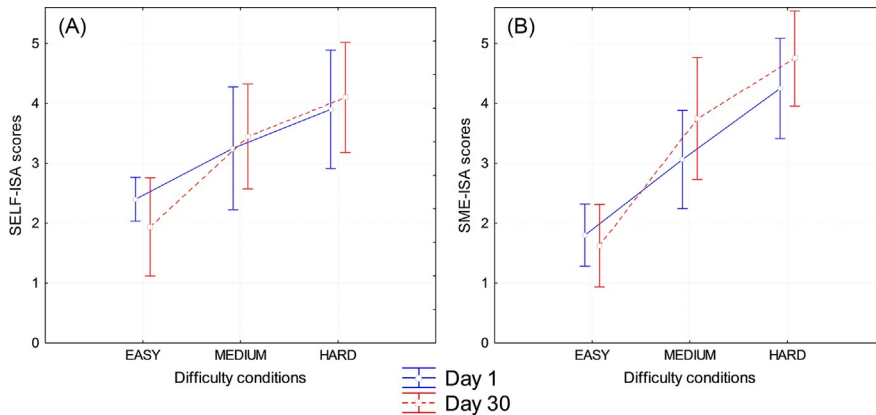 (A)
SELF-ISA scores
5
4
3
2
1
0
EASY MEDIUM HARD
Difficulty conditions
(B)
SME-ISA scores
5
4
3
2
1
0
EASY MEDIUM HARD
Difficulty conditions
Day 1
Day 30